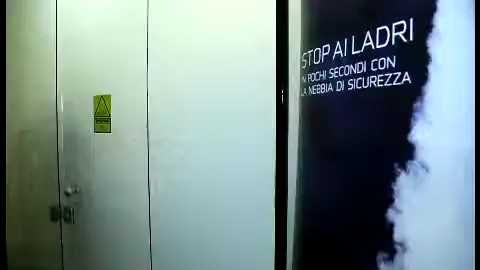 STOP AI LADRI
IN POCHI SECONDI CON
LA NEBBIA DI SICUREZZA